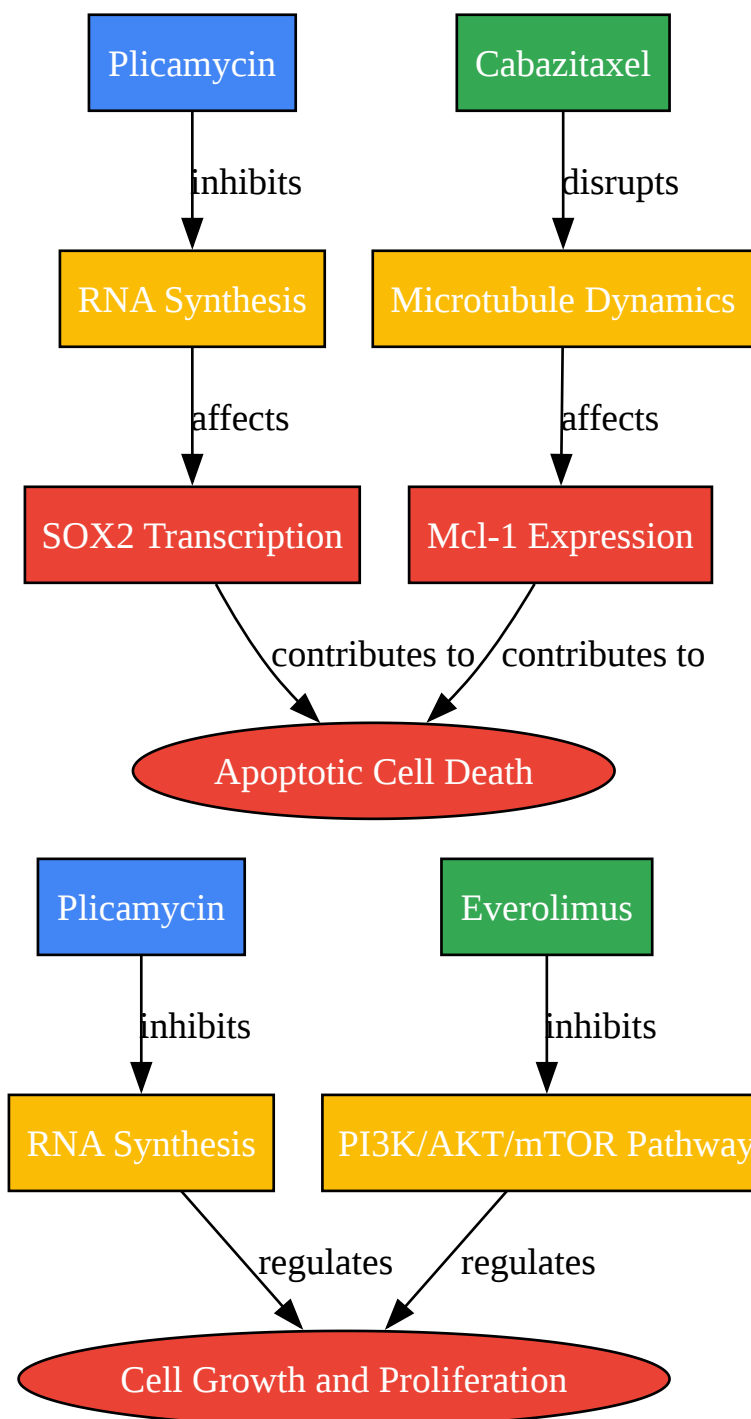 Plicamycin
Cabazitaxel
inhibits
disrupts
RNA Synthesis
Microtubule Dynamics
affects
affects
SOX2 Transcription
Mcl-1 Expression
contributes to
contributes to
Apoptotic Cell Death
Plicamycin
Everolimus
inhibits
inhibits
RNA Synthesis
PI3K/AKT/mTOR Pathway
regulates
regulates
Cell Growth and Proliferation